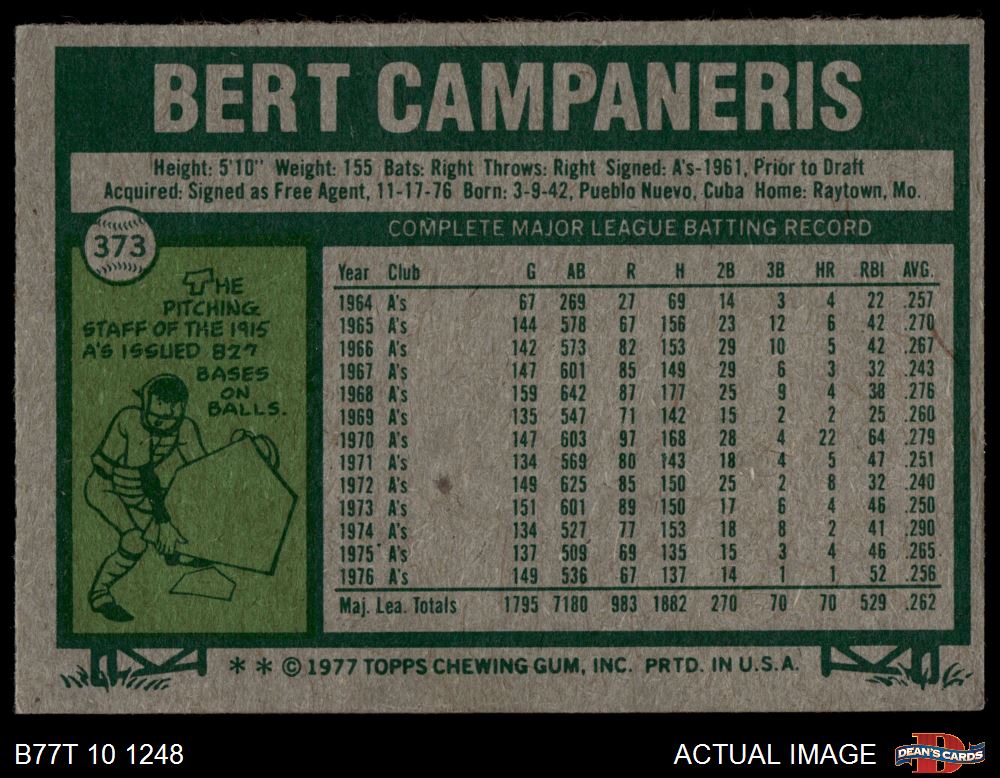 BERT CAMPANERIS
Height: 5'10" Weight: 155 Bats: Right Throws: Right Signed: A's-1961, Prior to Draft
Acquired: Signed as Free Agent, 11-17-76 Born: 3-9-42, Pueblo Nuevo, Cuba Home: Raytown, Mo.
373
THE
PITCHING
STAFF OF THE 1915
A'S ISSUED 827
BASES
ON
BALLS.
COMPLETE MAJOR LEAGUE BATTING RECORD
Year Club G AB R H 2B 3B HR RBI AVG.
1964 A's 67 269 27 69 14 3 4 22 .257
1965 A's 144 578 67 156 23 12 6 42 .270
1966 A's 142 573 82 153 29 10 5 42 .267
1967 A's 147 601 85 149 29 6 3 32 .243
1968 A's 159 642 87 177 25 9 4 38 .276
1969 A's 135 547 71 142 15 2 2 25 .260
1970 A's 147 603 97 168 28 4 22 64 .279
1971 A's 134 569 80 143 18 4 5 47 .251
1972 A's 149 625 85 150 25 2 8 32 .240
1973 A's 151 601 89 150 17 6 4 46 .250
1974 A's 134 527 77 153 18 8 2 41 .290
1975 A's 137 509 69 135 15 3 4 46 .265
1976 A's 149 536 67 137 14 1 1 52 .256
Maj. Lea. Totals 1795 7180 983 1882 270 70 70 529 .262
* * © 1977 TOPPS CHEWING GUM, INC. PRTD. IN U.S.A.
B77T 10 1248
ACTUAL IMAGE
DEAN'S CARDS